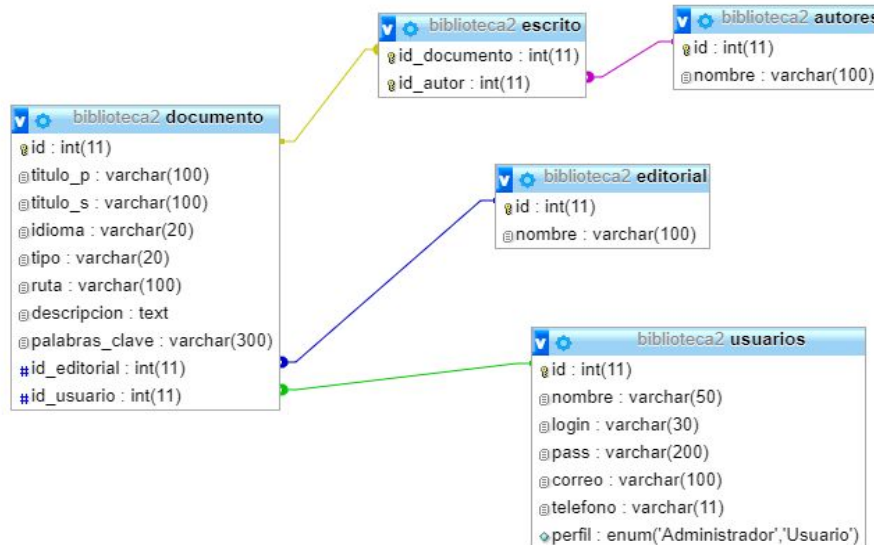 biblioteca2 escrito
id_documento : int(11)
id_autor : int(11)
biblioteca2 autores
id : int(11)
nombre : varchar(100)
biblioteca2 documento
id : int(11)
titulo_p : varchar(100)
titulo_s : varchar(100)
idioma : varchar(20)
tipo : varchar(20)
ruta : varchar(100)
descripcion : text
palabras_clave : varchar(300)
#id_editorial : int(11)
#id_usuario : int(11)
biblioteca2 editorial
id : int(11)
nombre : varchar(100)
biblioteca2 usuarios
id : int(11)
nombre : varchar(50)
login : varchar(30)
pass : varchar(200)
correo : varchar(100)
telefono : varchar(11)
perfil : enum('Administrador','Usuario')